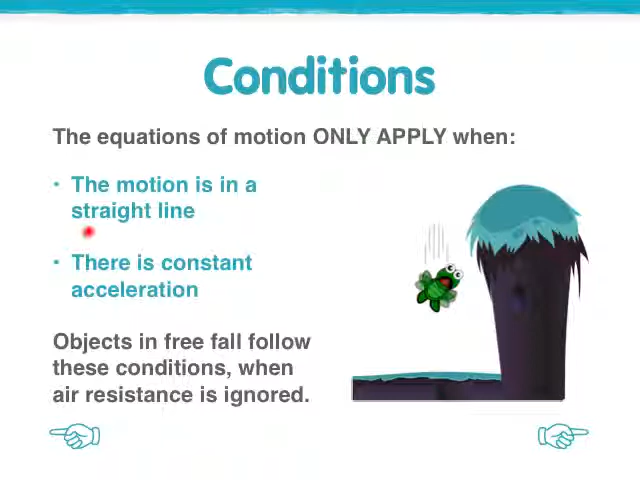 Conditions
The equations of motion ONLY APPLY when:
• The motion is in a
straight line
• There is constant
acceleration
Objects in free fall follow
these conditions, when
air resistance is ignored.